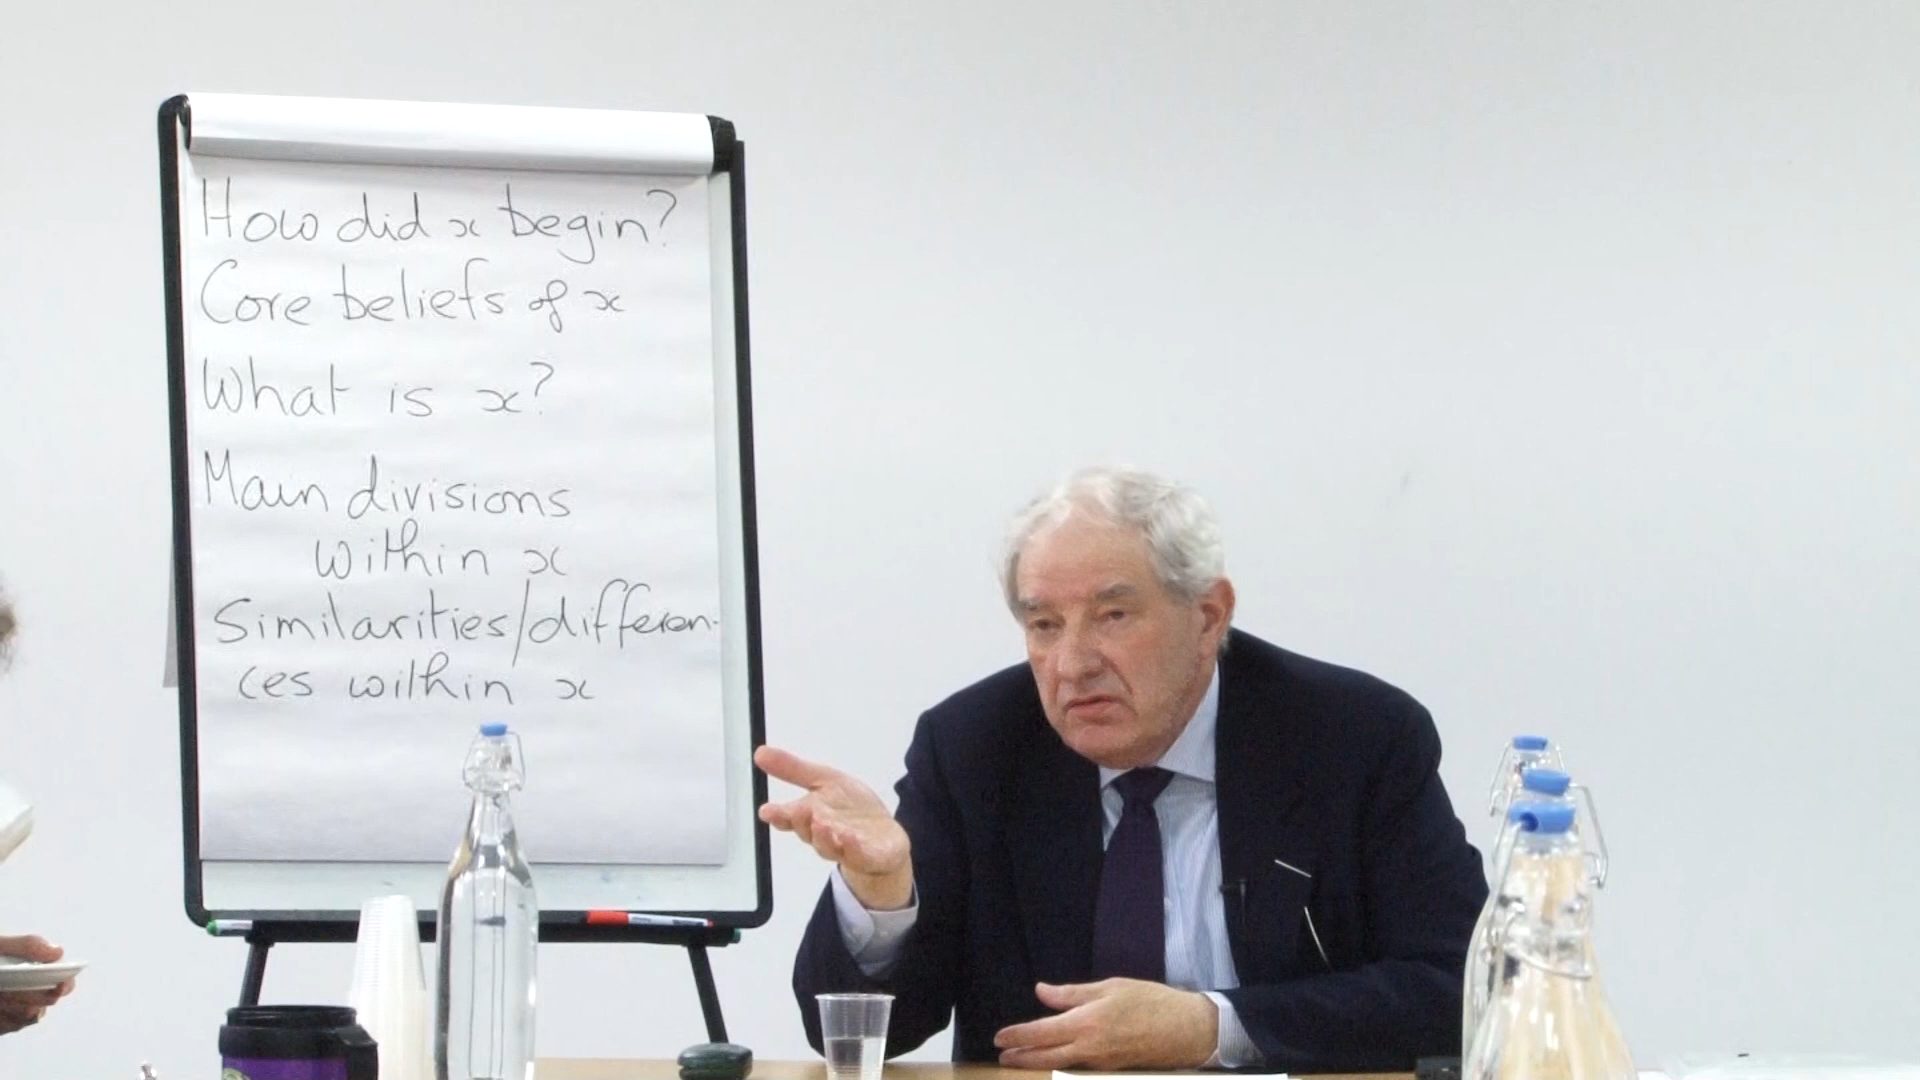 How did x begin?
Core beliefs of x
What is x?
Main divisions
within x
Similarities/differen-
ces within x